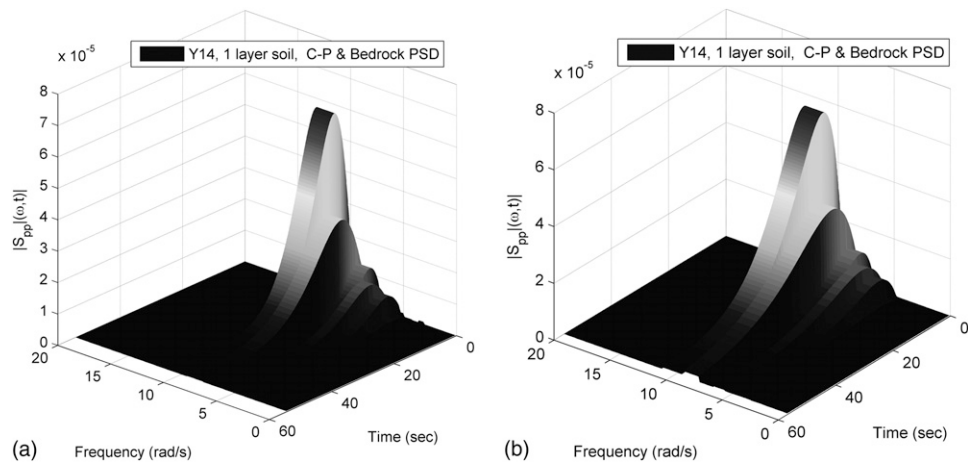 x 10⁻⁵
Y14, 1 layer soil, C-P & Bedrock PSD
8
7
6
5
4
3
2
1
0
|Sₚₚ|(ω,t)|
20
15
10
5
0
60
40
20
0
(a)
Frequency (rad/s)
Time (sec)
x 10⁻⁵
Y14, 1 layer soil, C-P & Bedrock PSD
8
6
4
2
0
|Sₚₚ|(ω,t)|
20
15
10
5
0
60
40
20
0
(b)
Frequency (rad/s)
Time (sec)